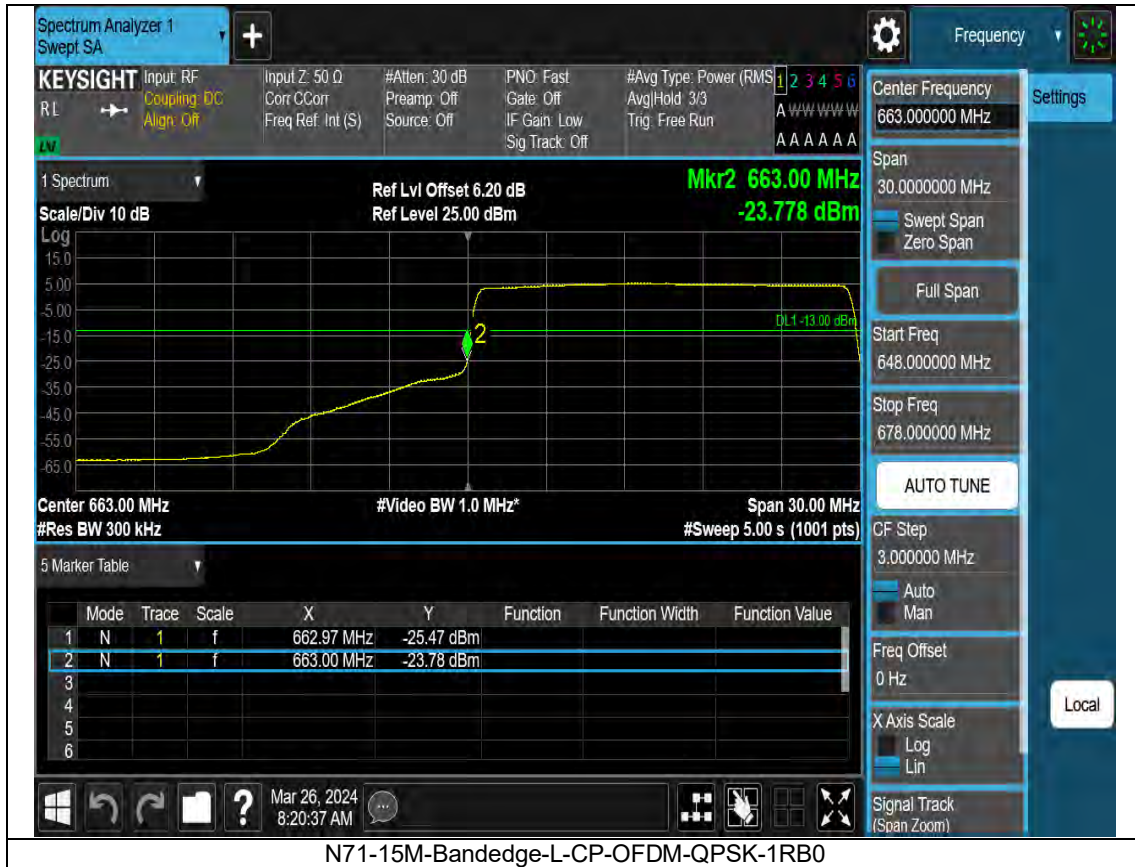 Spectrum Analyzer 1
Swept SA
+
Frequency
KEYSIGHT
RL
Input: RF
Coupling: DC
Align: Off
Input Z: 50 Ω
Corr CCorr
Freq Ref: Int (S)
#Atten: 30 dB
Preamp: Off
Source: Off
PNO: Fast
Gate: Off
IF Gain: Low
Sig Track: Off
#Avg Type: Power (RMS
Avg|Hold: 3/3
Trig: Free Run
1 2 3 4 5 6
A W W W W W
A A A A A A
1 Spectrum
Scale/Div 10 dB
Ref Lvl Offset 6.20 dB
Ref Level 25.00 dBm
Mkr2 663.00 MHz
-23.778 dBm
Log
15.0
5.00
-5.00
-15.0
-25.0
-35.0
-45.0
-55.0
-65.0
2
DL1 -13.00 dBm
Center 663.00 MHz
#Video BW 1.0 MHz*
Span 30.00 MHz
#Res BW 300 kHz
#Sweep 5.00 s (1001 pts)
5 Marker Table
Mode Trace Scale X Y Function Function Width Function Value
1 N 1 f 662.97 MHz -25.47 dBm
2 N 1 f 663.00 MHz -23.78 dBm
3
4
5
6
Center Frequency
663.000000 MHz
Settings
Span
30.0000000 MHz
Swept Span
Zero Span
Full Span
Start Freq
648.000000 MHz
Stop Freq
678.000000 MHz
AUTO TUNE
CF Step
3.000000 MHz
Auto
Man
Freq Offset
0 Hz
X Axis Scale
Log
Lin
Local
Signal Track
(Span Zoom)
?
Mar 26, 2024
8:20:37 AM
N71-15M-Bandedge-L-CP-OFDM-QPSK-1RB0